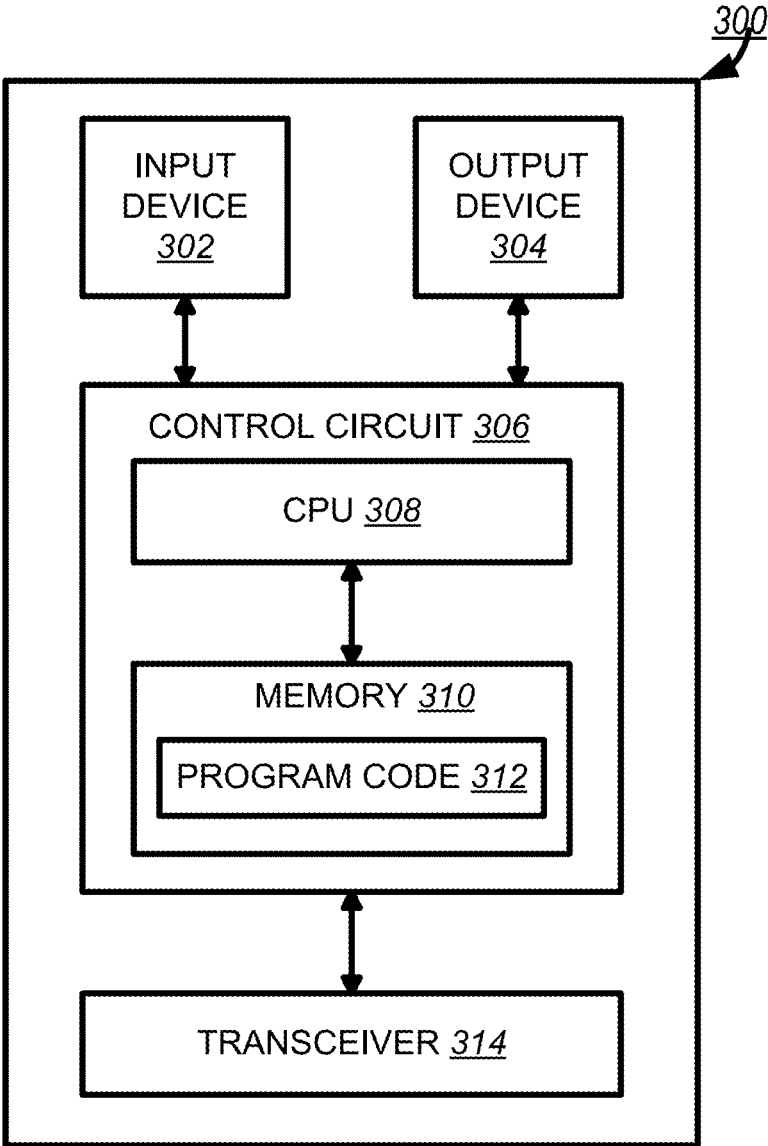 300
INPUT
DEVICE
302
OUTPUT
DEVICE
304
CONTROL CIRCUIT 306
CPU 308
MEMORY 310
PROGRAM CODE 312
TRANSCEIVER 314